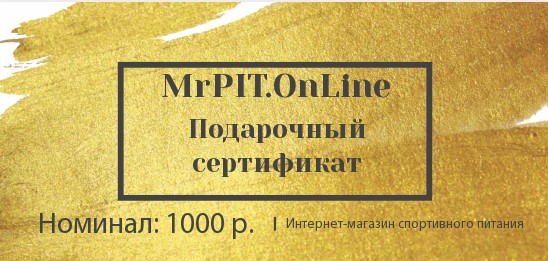 MrPIT.OnLine
Подарочный
сертификат
Номинал: 1000 р. I Интернет-магазин спортивного питания